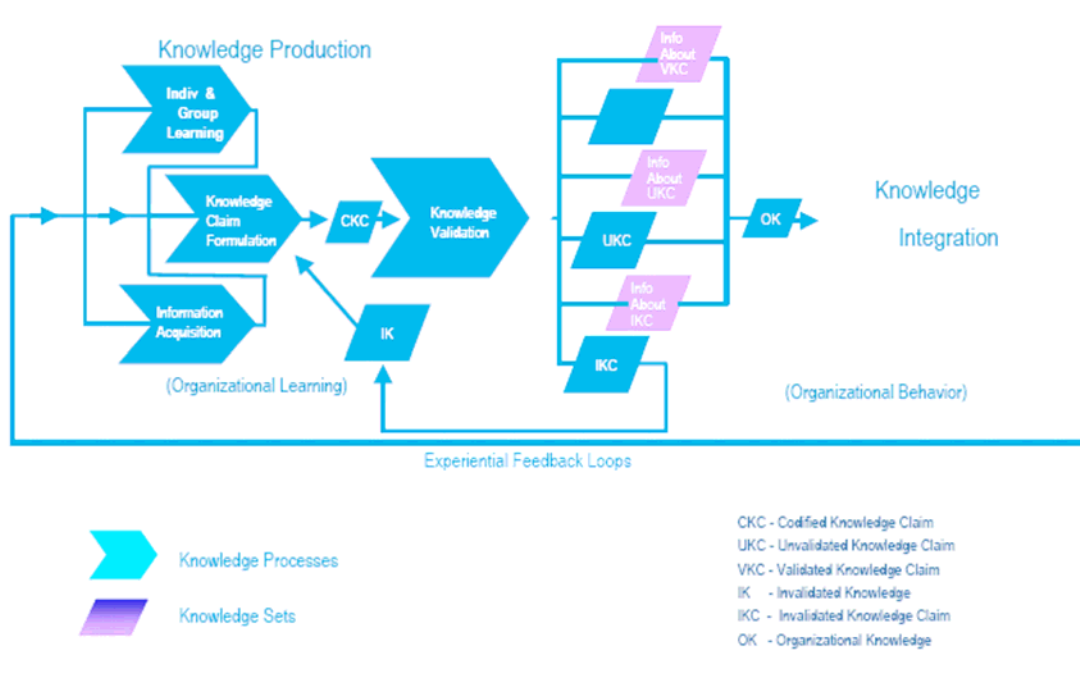 Knowledge Production
Indiv &
Group
Learning
Knowledge
Claim
Formulation
Information
Acquisition
(Organizational Learning)
CKC
Knowledge
Validation
IK
Info
About
VKC
Info
About
UKC
UKC
Info
About
IKC
IKC
OK
Knowledge
Integration
(Organizational Behavior)
Experiential Feedback Loops
Knowledge Processes
Knowledge Sets
CKC - Codified Knowledge Claim
UKC - Unvalidated Knowledge Claim
VKC - Validated Knowledge Claim
IK - Invalidated Knowledge
IKC - Invalidated Knowledge Claim
OK - Organizational Knowledge